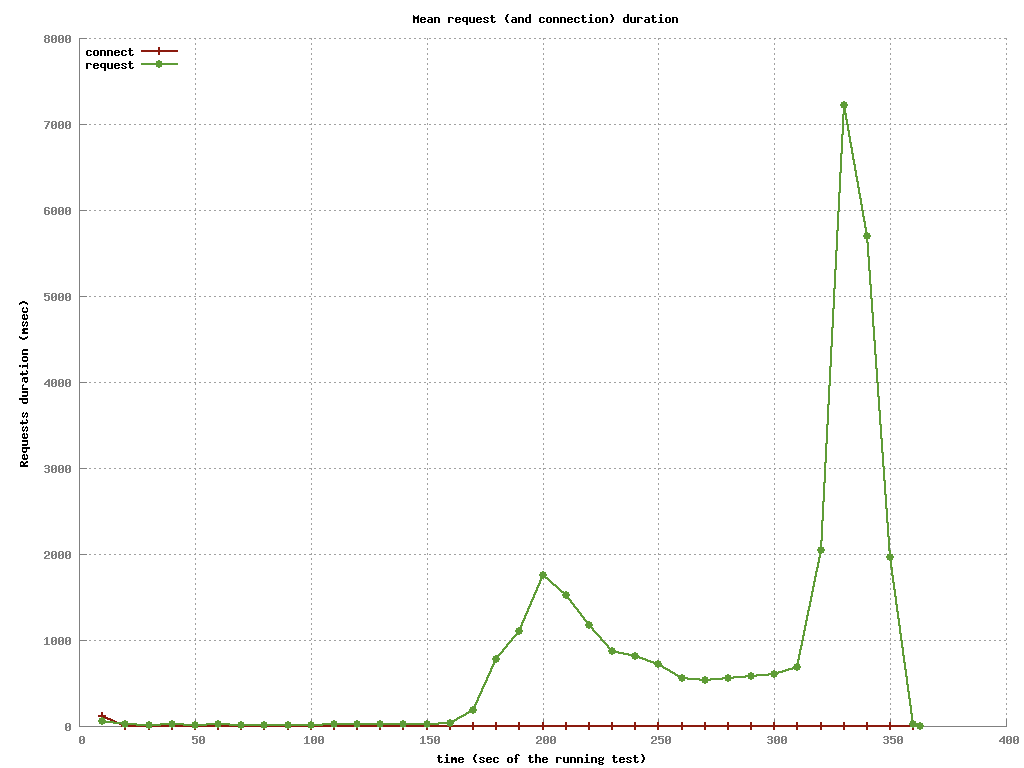 Mean request (and connection) duration
8000
connect
request
7000
6000
5000
4000
3000
2000
1000
0
Requests duration (msec)
0 50 100 150 200 250 300 350 400
time (sec of the running test)